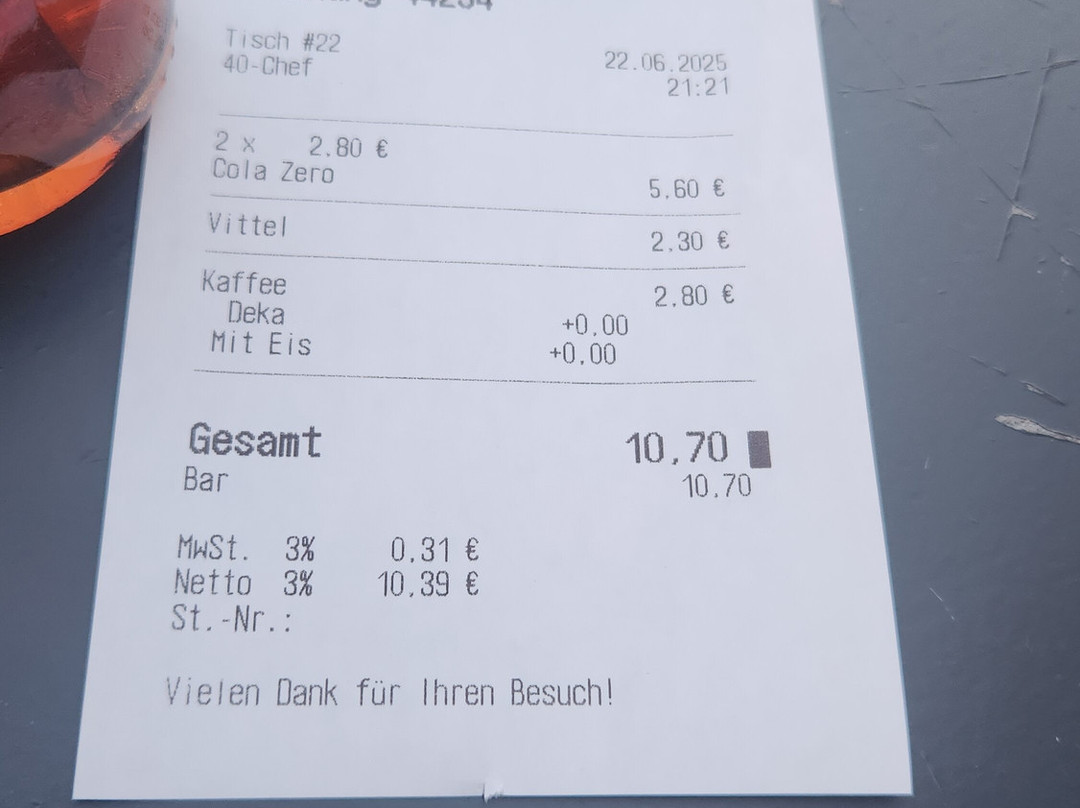 Tisch #22
40-Chef
22.06.2025
21:21
2 x 2.80 €
Cola Zero
5.60 €
Vittel
2.30 €
Kaffee
2.80 €
Deka
+0.00
Mit Eis
+0.00
Gesamt
10,70
Bar
10.70
MwSt. 3% 0.31 €
Netto 3% 10.39 €
St.-Nr.:
Vielen Dank für Ihren Besuch!